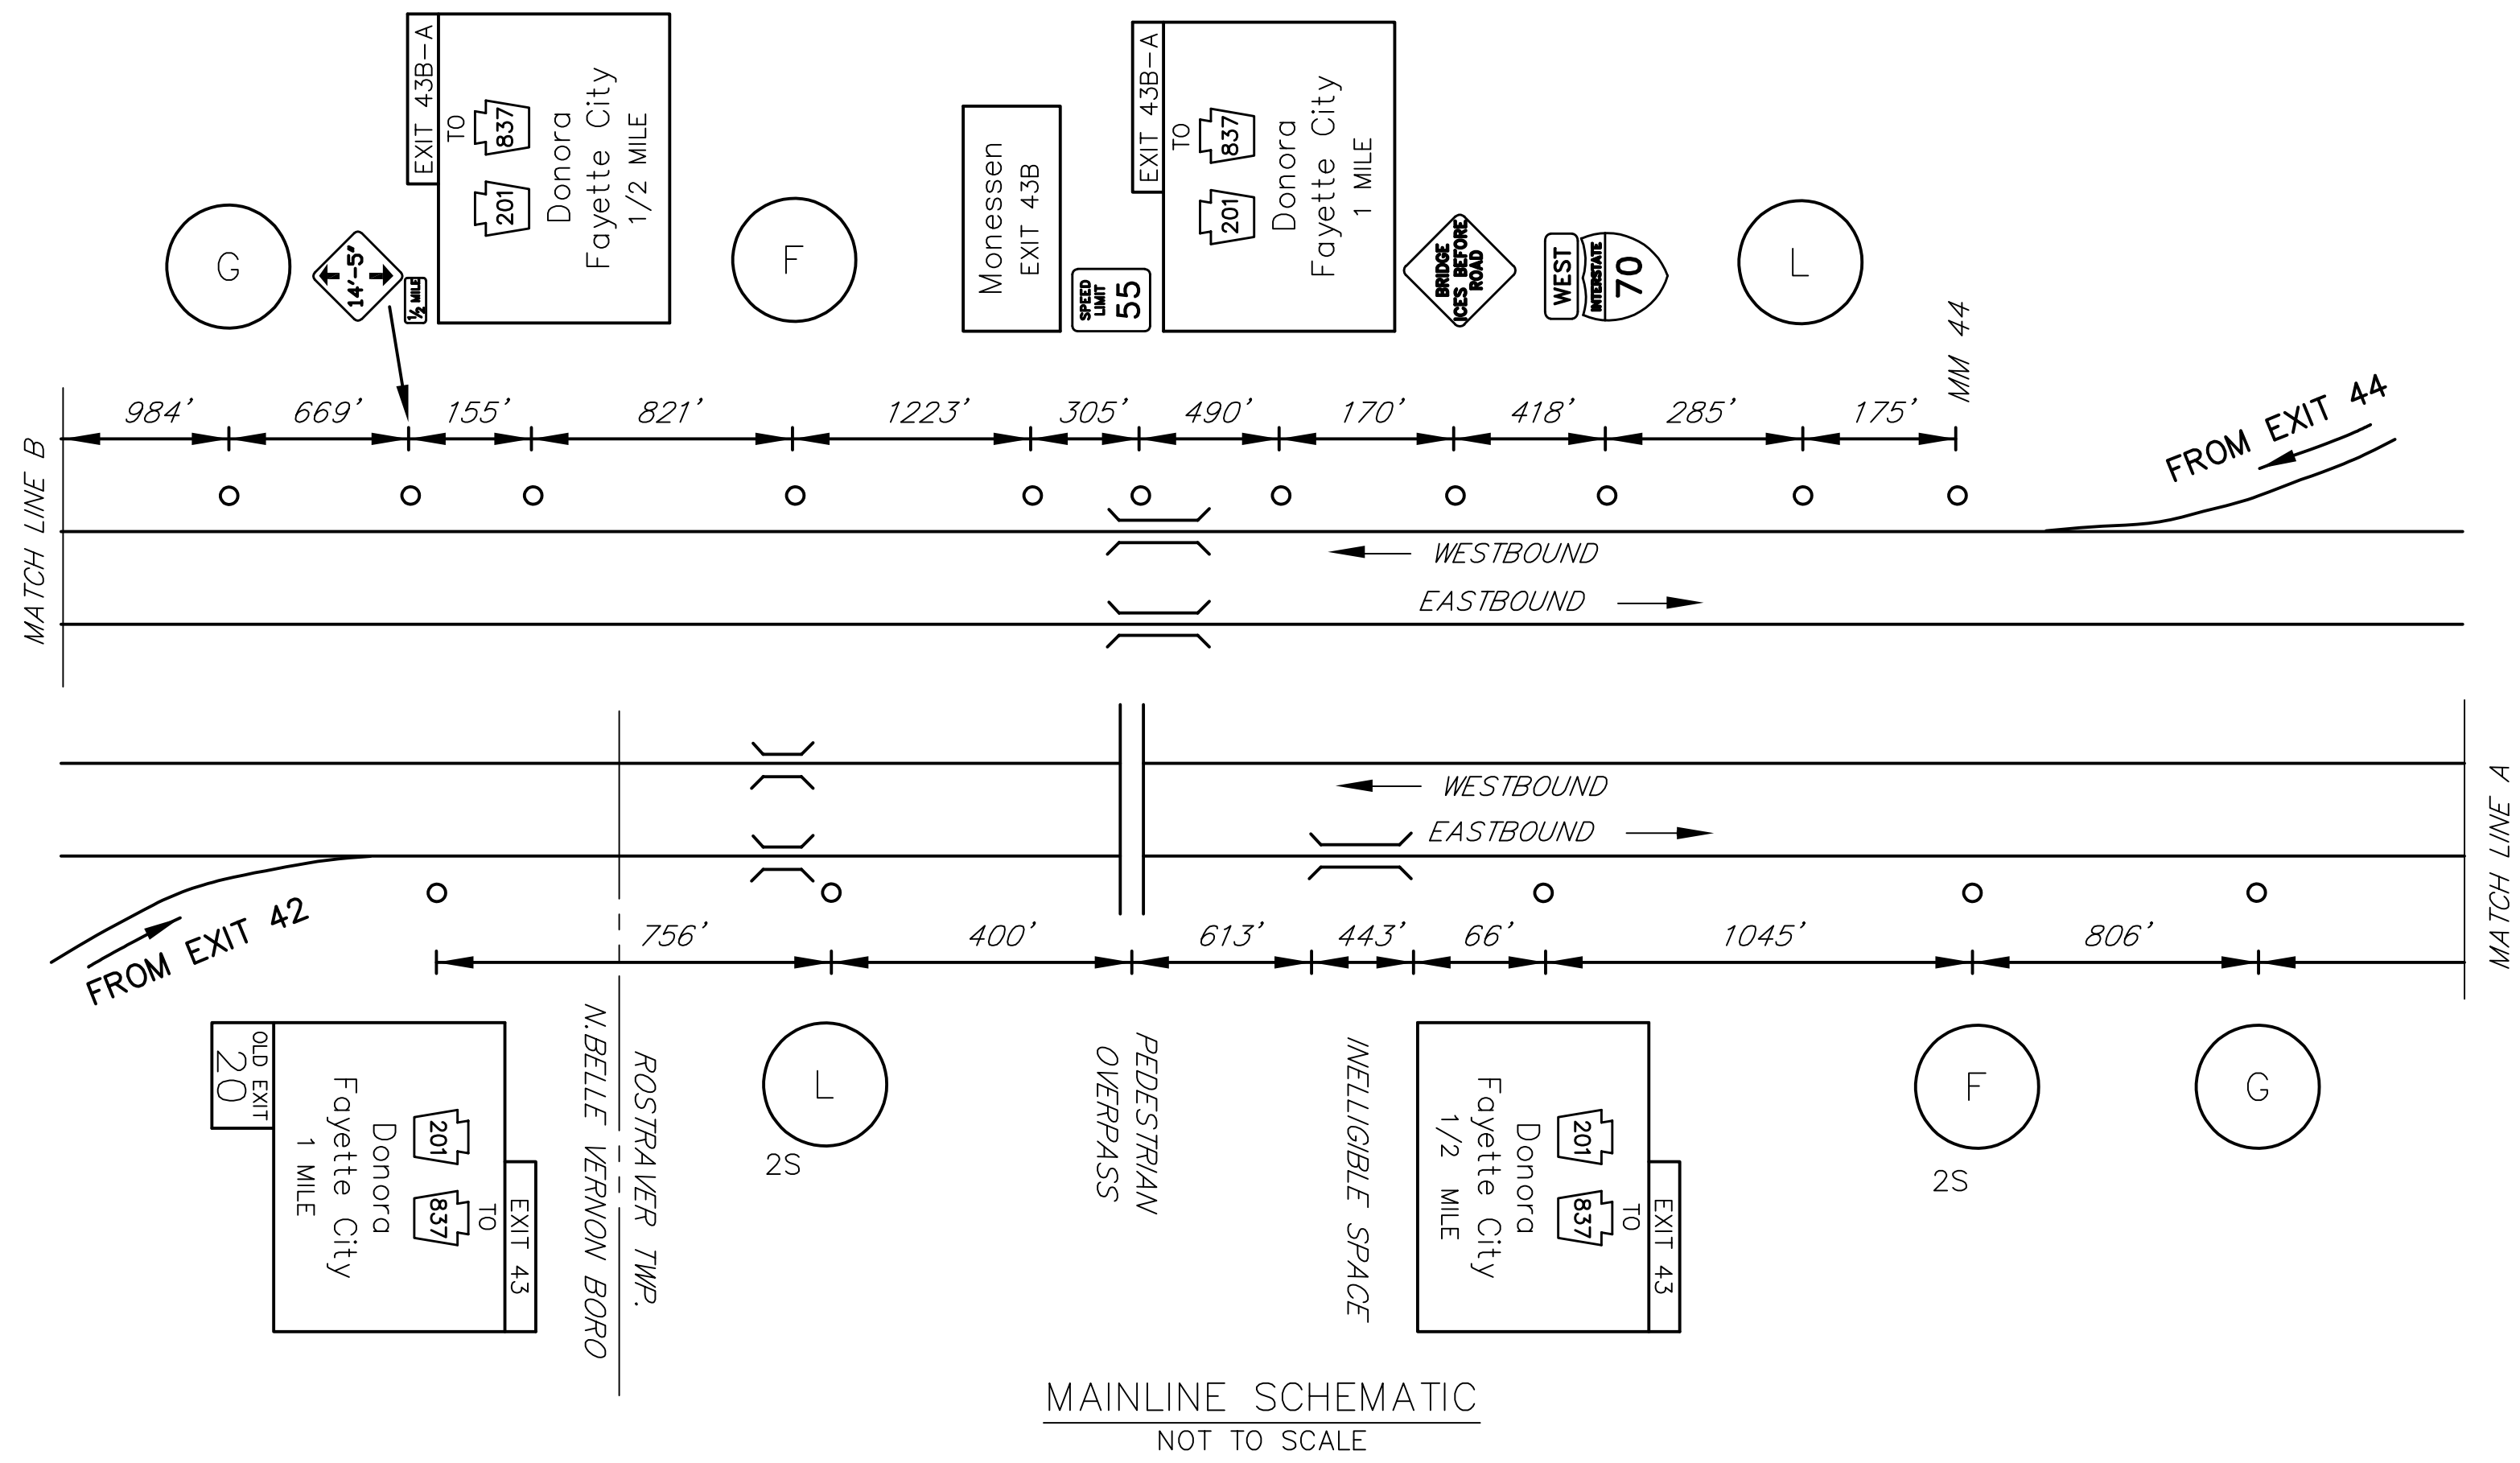 EXIT 43B-A
TO
201 837
Donora
Fayette City
1/2 MILE
G
14'-5'
1/2 MILE
F
Monessen
EXIT 43B
SPEED
LIMIT
55
EXIT 43B-A
TO
201 837
Donora
Fayette City
1 MILE
BRIDGE
ICES BEFORE
ROAD
WEST
INTERSTATE
70
L
MM 44
984' 669' 155' 821' 1223' 305' 490' 170' 418' 285' 175'
FROM EXIT 44
MATCH LINE B
WESTBOUND
EASTBOUND
WESTBOUND
EASTBOUND
MATCH LINE A
FROM EXIT 42
756' 400' 613' 443' 66' 1045' 806'
OLD EXIT
20
EXIT 43
TO
201 837
Donora
Fayette City
1 MILE
N.BELLE VERNON BORO
ROSTRAVER TWP.
L
2S
PEDESTRIAN
OVERPASS
INELLIGIBLE SPACE
EXIT 43
TO
201 837
Donora
Fayette City
1/2 MILE
F
2S
G
MAINLINE SCHEMATIC
NOT TO SCALE